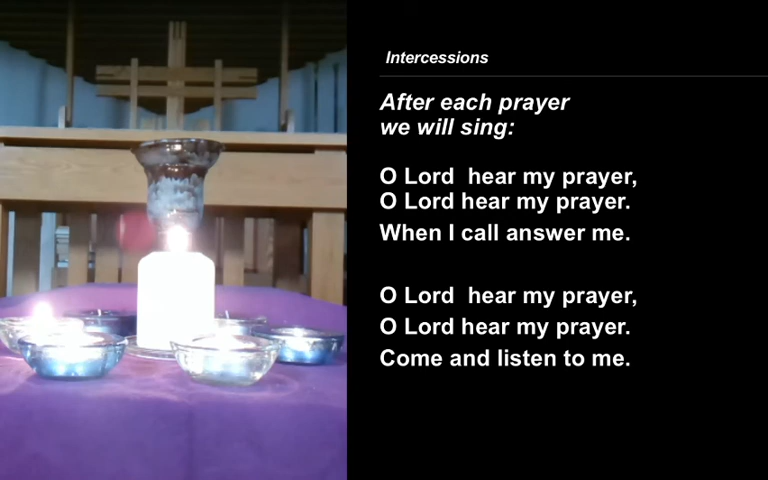 Intercessions
After each prayer
we will sing:
O Lord  hear my prayer,
O Lord hear my prayer.
When I call answer me.
O Lord  hear my prayer,
O Lord hear my prayer.
Come and listen to me.